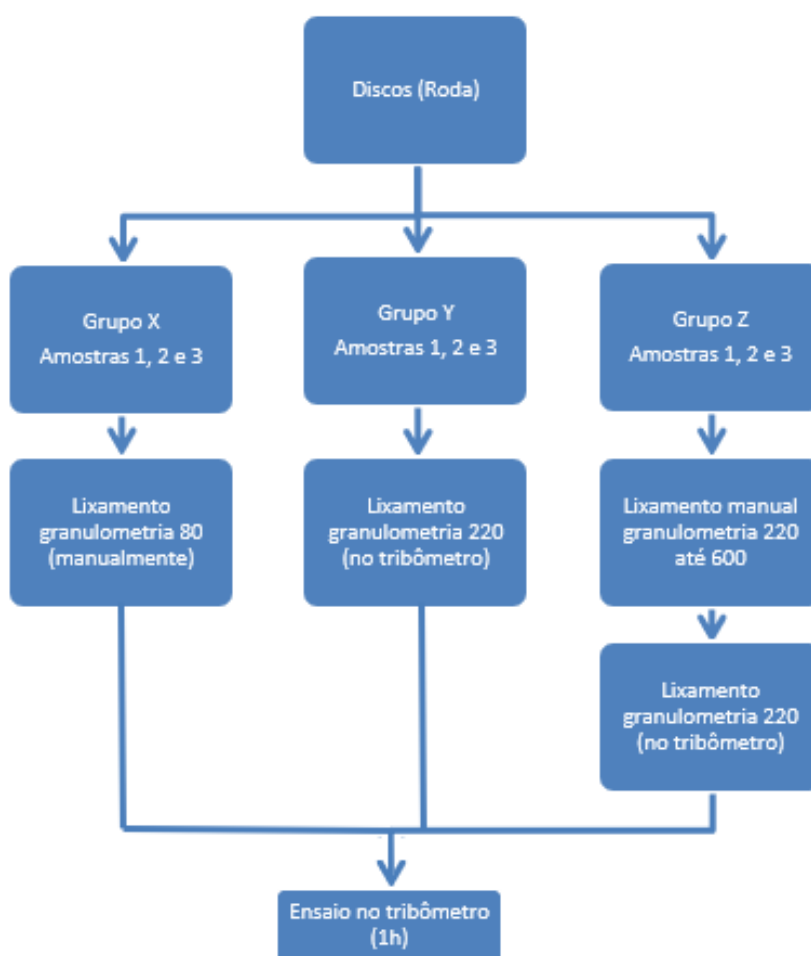 Discos (Roda)
Grupo X
Amostras 1, 2 e 3
Grupo Y
Amostras 1, 2 e 3
Grupo Z
Amostras 1, 2 e 3
Lixamento
granulometria 80
(manualmente)
Lixamento
granulometria 220
(no tribômetro)
Lixamento manual
granulometria 220
até 600
Lixamento
granulometria 220
(no tribômetro)
Ensaio no tribômetro
(1h)